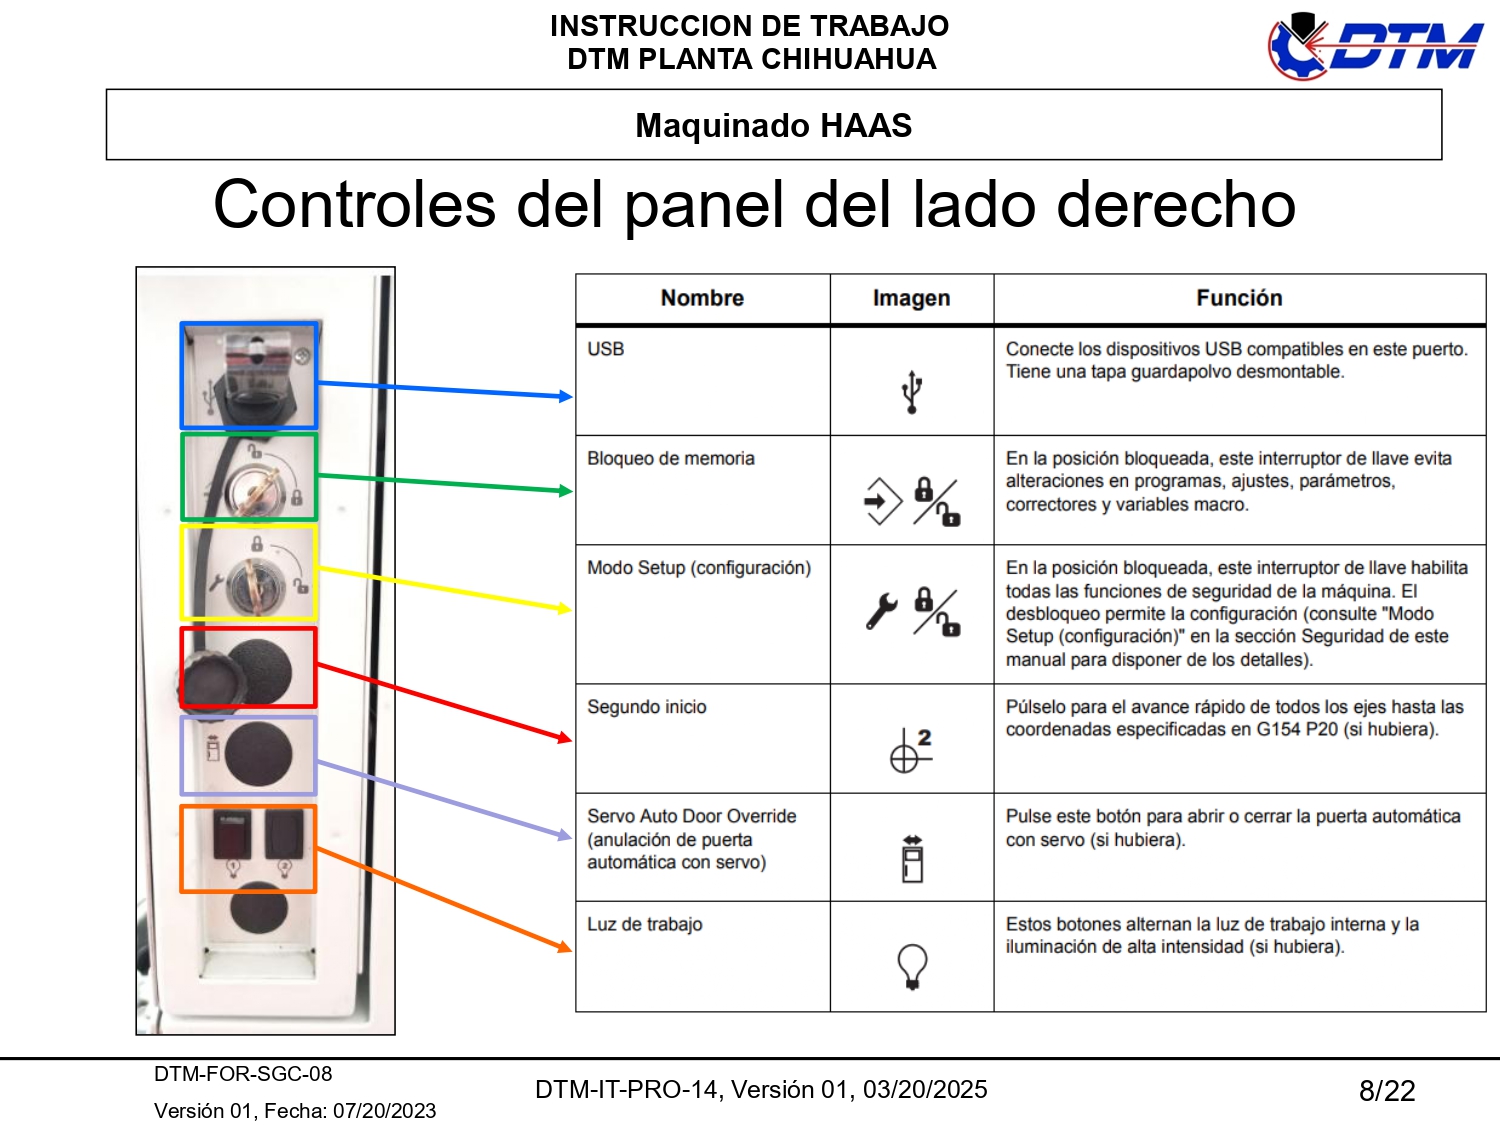 INSTRUCCION DE TRABAJO
DTM PLANTA CHIHUAHUA
DTM
Maquinado HAAS
Controles del panel del lado derecho
Nombre
Imagen
Función
USB
Conecte los dispositivos USB compatibles en este puerto.
Tiene una tapa guardapolvo desmontable.
Bloqueo de memoria
En la posición bloqueada, este interruptor de llave evita
alteraciones en programas, ajustes, parámetros,
correctores y variables macro.
Modo Setup (configuración)
En la posición bloqueada, este interruptor de llave habilita
todas las funciones de seguridad de la máquina. El
desbloqueo permite la configuración (consulte "Modo
Setup (configuración)" en la sección Seguridad de este
manual para disponer de los detalles).
Segundo inicio
2
Púlselo para el avance rápido de todos los ejes hasta las
coordenadas especificadas en G154 P20 (si hubiera).
Servo Auto Door Override
(anulación de puerta
automática con servo)
Pulse este botón para abrir o cerrar la puerta automática
con servo (si hubiera).
1
2
Luz de trabajo
Estos botones alternan la luz de trabajo interna y la
iluminación de alta intensidad (si hubiera).
DTM-FOR-SGC-08
Versión 01, Fecha: 07/20/2023
DTM-IT-PRO-14, Versión 01, 03/20/2025
8/22